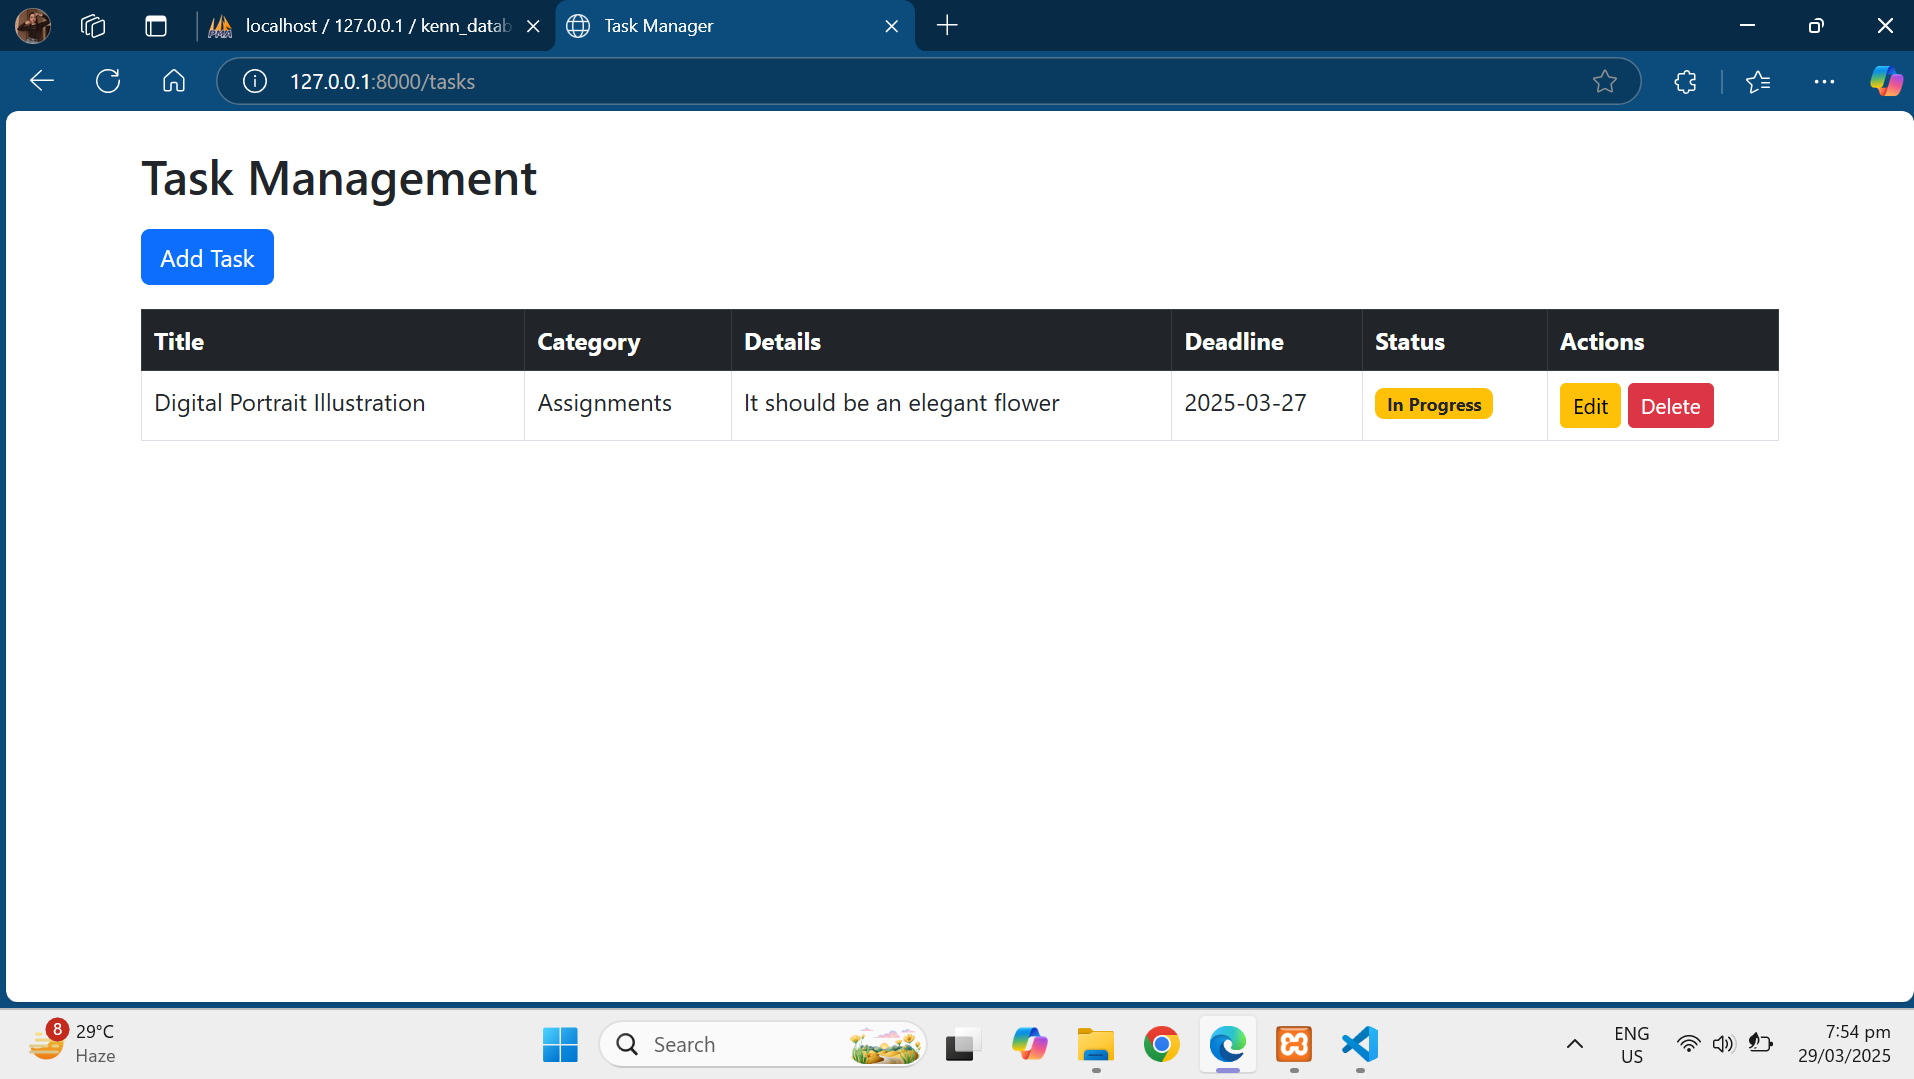 localhost / 127.0.0.1 / kenn_datab
Task Manager
127.0.0.1:8000/tasks
Task Management
Add Task
Title Category Details Deadline Status Actions
Digital Portrait Illustration Assignments It should be an elegant flower 2025-03-27 In Progress Edit Delete
8
29°C
Haze
Search
ENG
US
7:54 pm
29/03/2025